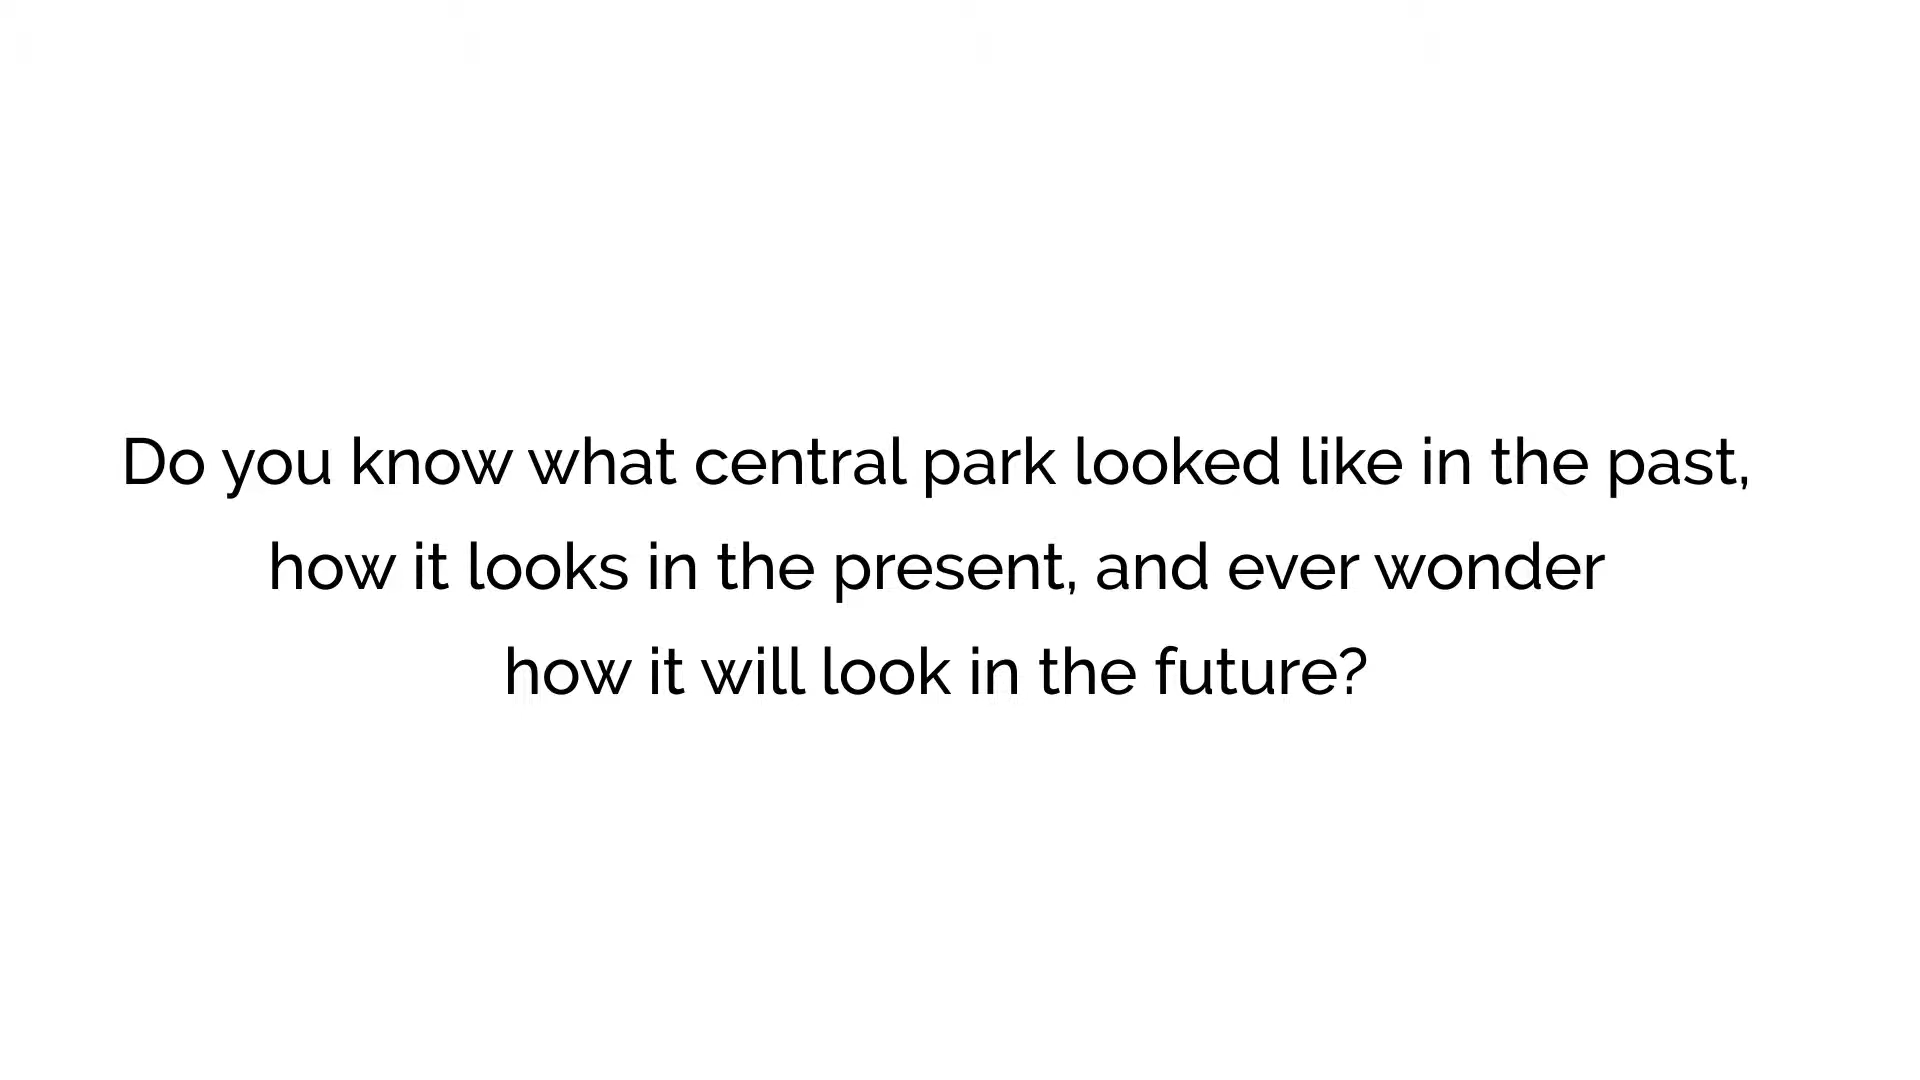 Do you know what central park looked like in the past,
how it looks in the present, and ever wonder
how it will look in the future?